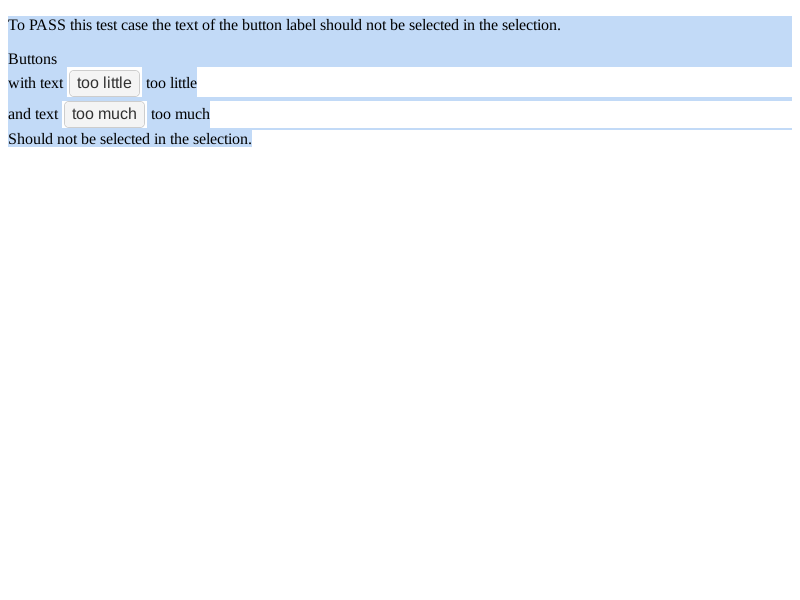 To PASS this test case the text of the button label should not be selected in the selection.
Buttons
with text too little too little
and text too much too much
Should not be selected in the selection.